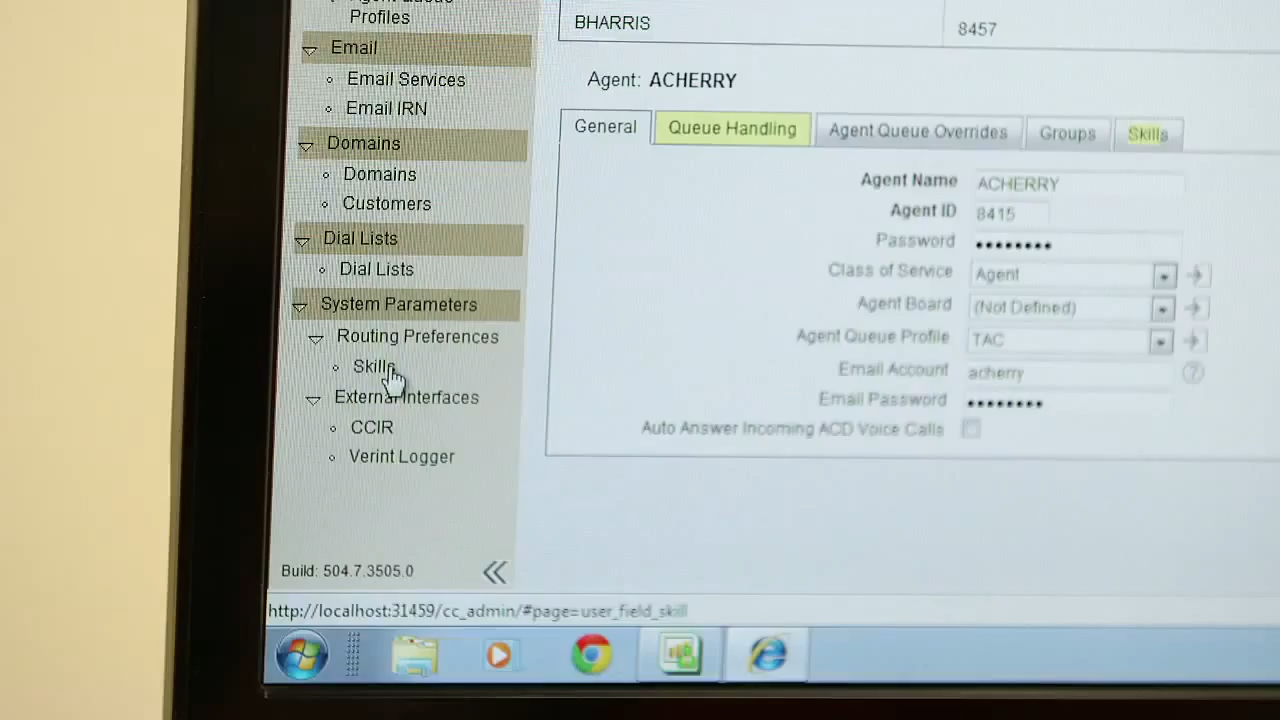 Agent Queue
Profiles
Email
Email Services
Email IRN
Domains
Domains
Customers
Dial Lists
Dial Lists
System Parameters
Routing Preferences
Skills
External Interfaces
CCIR
Verint Logger
Build: 504.7.3505.0
BHARRIS 8457
Agent: ACHERRY
General Queue Handling Agent Queue Overrides Groups Skills
Agent Name ACHERRY
Agent ID 8415
Password ••••••••
Class of Service Agent
Agent Board (Not Defined)
Agent Queue Profile TAC
Email Account acherry
Email Password ••••••••
Auto Answer Incoming ACD Voice Calls
http://localhost:31459/cc_admin/#page=user_field_skill